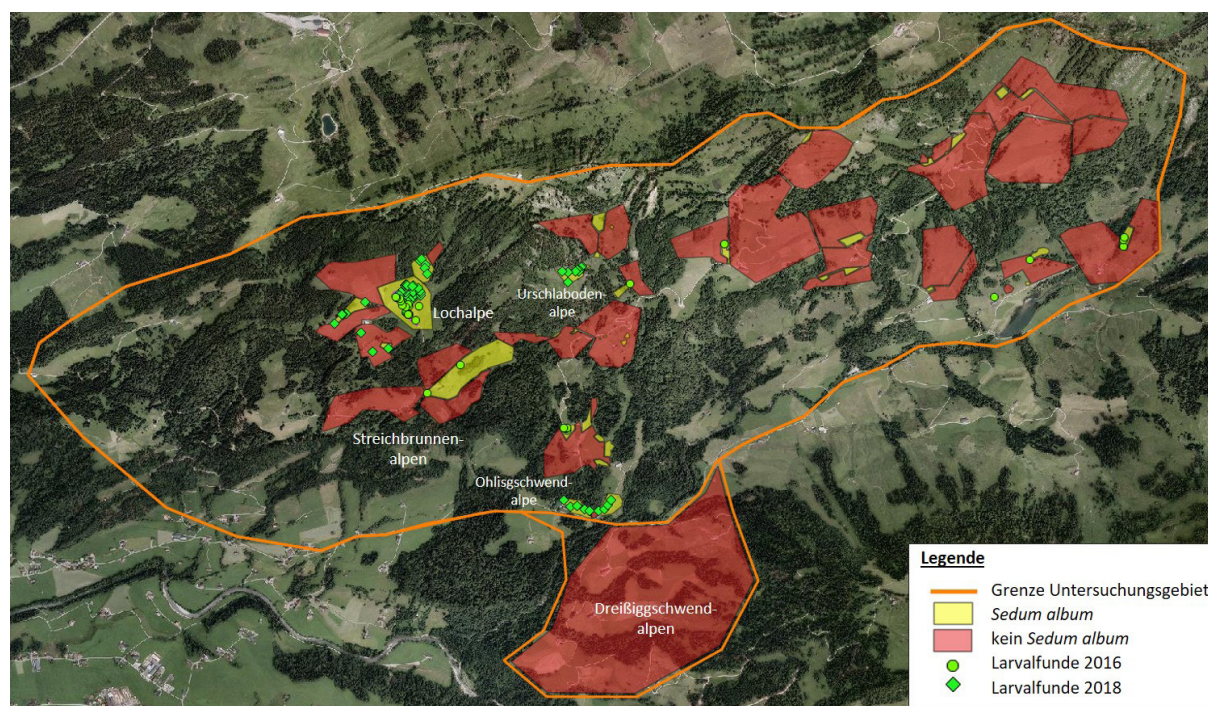 Urschlaboden-
alpe
Lochalpe
Streichbrunnen-
alpen
Ohlisgschwend-
alpe
Dreißiggschwend-
alpen
Legende
Grenze Untersuchungsgebiet
Sedum album
kein Sedum album
Larvalfunde 2016
Larvalfunde 2018